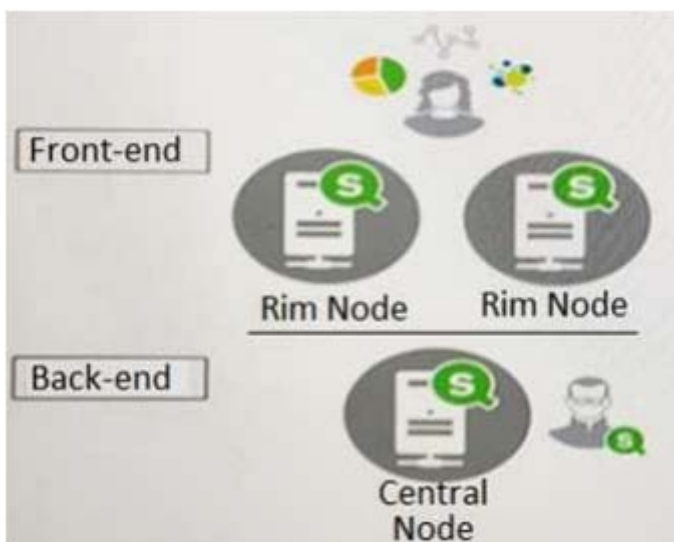 Front-end
S
S
Rim Node
Rim Node
Back-end
S
S
Central
Node